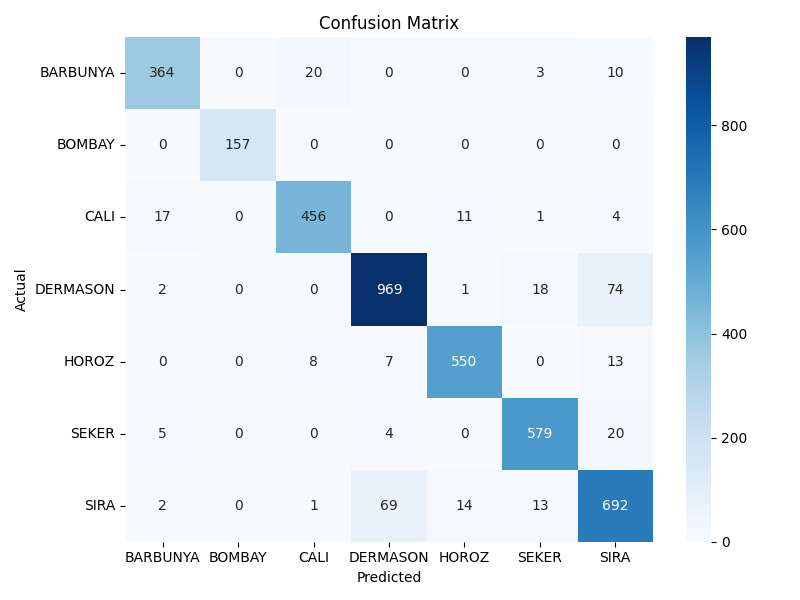 Confusion Matrix
Actual
BARBUNYA 364 0 20 0 0 3 10
BOMBAY 0 157 0 0 0 0 0
CALI 17 0 456 0 11 1 4
DERMASON 2 0 0 969 1 18 74
HOROZ 0 0 8 7 550 0 13
SEKER 5 0 0 4 0 579 20
SIRA 2 0 1 69 14 13 692
BARBUNYA BOMBAY CALI DERMASON HOROZ SEKER SIRA
Predicted
800
600
400
200
0